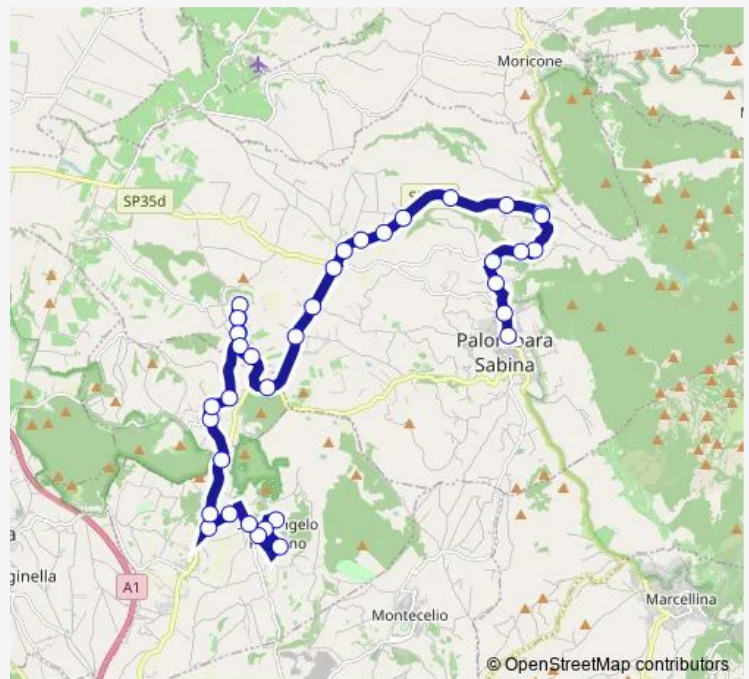 Moricone
SP35d
Palombara
Sabina
A1
Montecelio
Marcellina
© OpenStreetMap contributors